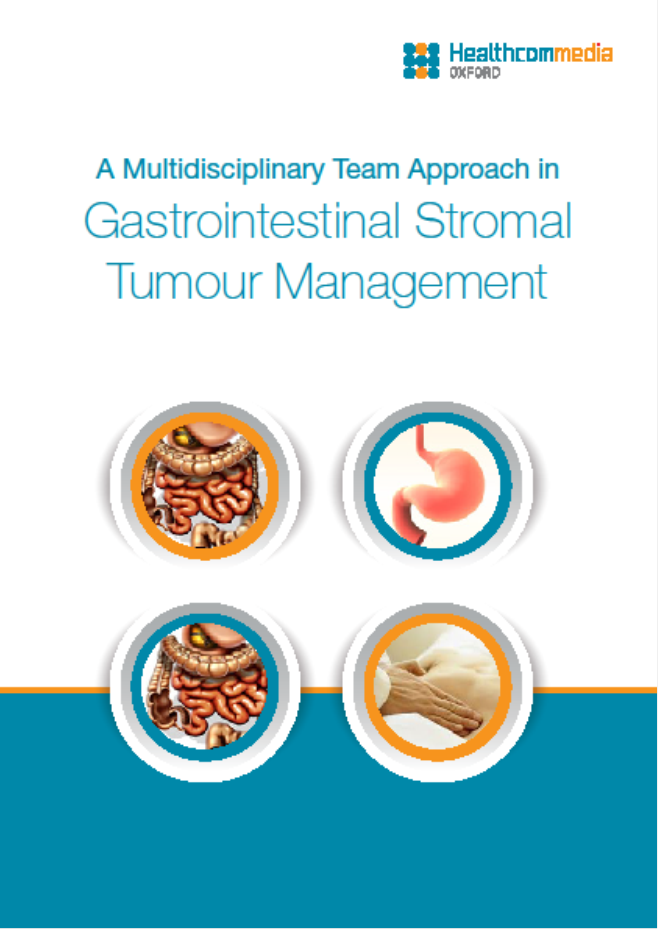 Healthcommedia
OXFORD
A Multidisciplinary Team Approach in
Gastrointestinal Stromal
Tumour Management